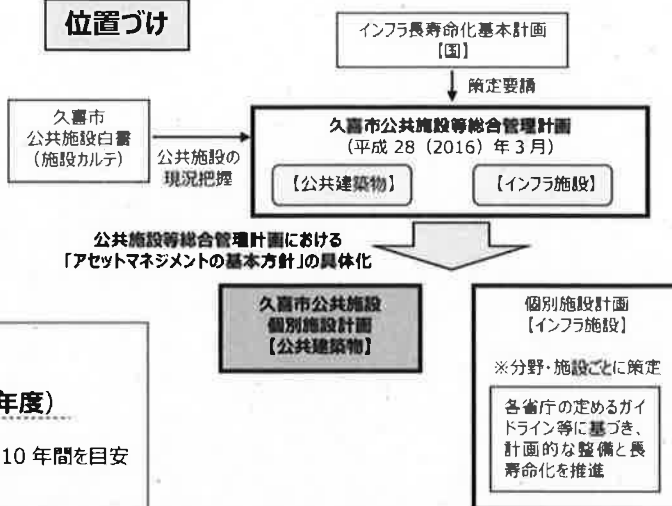 位置づけ
インフラ長寿命化基本計画
【国】
策定要請
久喜市
公共施設白書
(施設カルテ)
公共施設の
現況把握
久喜市公共施設等総合管理計画
(平成 28(2016)年3月)
【公共建築物】
【インフラ施設】
公共施設等総合管理計画における
「アセットマネジメントの基本方針」の具体化
久喜市公共施設
個別施設計画
【公共建築物】
個別施設計画
【インフラ施設】
※分野・施設ごとに策定
各省庁の定めるガイ
ドライン等に基づき、
計画的な整備と長
寿命化を推進
年度)
10 年間を目安